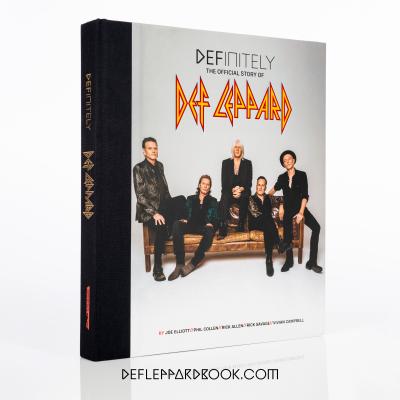 DEFINITELY
THE OFFICIAL STORY OF
DEF LEPPARD
BY JOE ELLIOTT//PHIL COLLEN//RICK ALLEN//RICK SAVAGE//VIVIAN CAMPBELL
DEFINITELY
DEF LEPPARD
DEFLEPPARDBOOK.COM